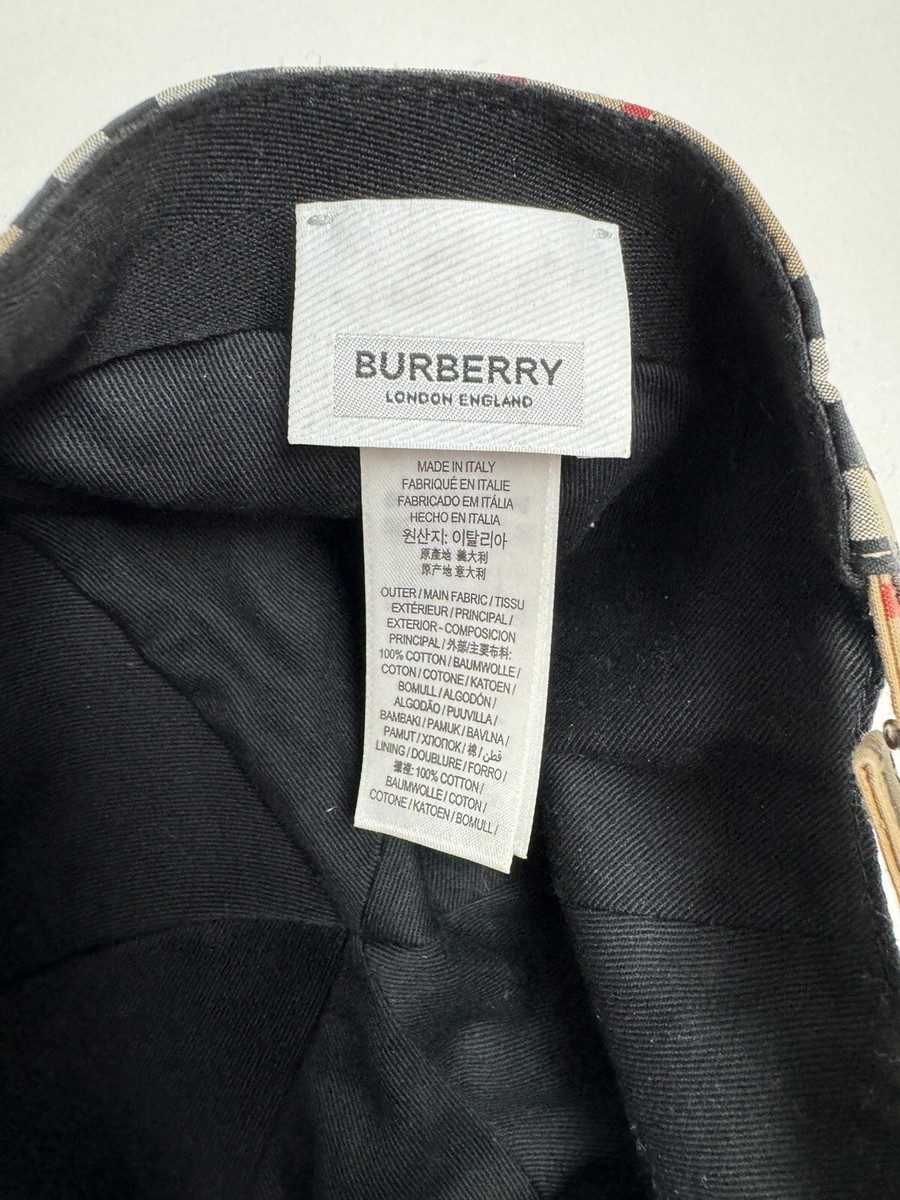 BURBERRY
LONDON ENGLAND
MADE IN ITALY
FABRIQUÉ EN ITALIE
FABRICADO EM ITÁLIA
HECHO EN ITALIA
원산지: 이탈리아
原產地 義大利
原产地 意大利
OUTER / MAIN FABRIC / TISSU
EXTÉRIEUR / PRINCIPAL /
EXTERIOR - COMPOSICION
PRINCIPAL / 外部/主要布料:
100% COTTON / BAUMWOLLE /
COTON / COTONE / KATOEN /
BOMULL / ALGODÓN /
ALGODÃO / PUUVILLA /
BAMBAKI / PAMUK / BAVLNA /
PAMUT / ХЛОПОК / 棉 / قطن /
LINING / DOUBLURE / FORRO /
襯裡: 100% COTTON /
BAUMWOLLE / COTON /
COTONE / KATOEN / BOMULL /